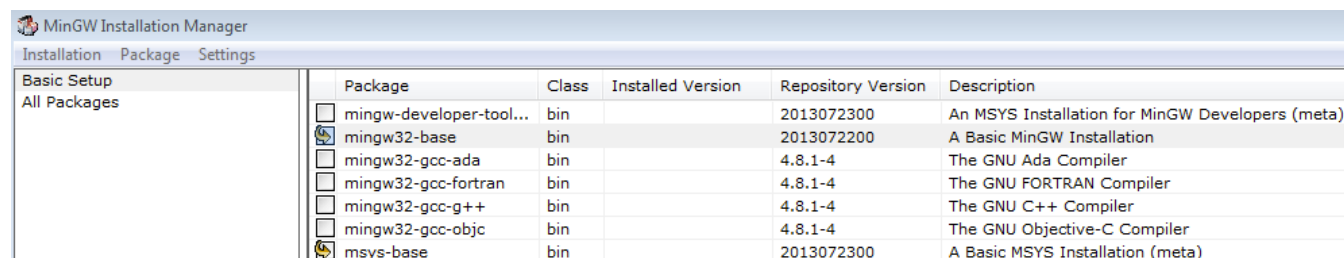 MinGW Installation Manager
Installation Package Settings
Basic Setup
All Packages
Package Class Installed Version Repository Version Description
mingw-developer-tool... bin 2013072300 An MSYS Installation for MinGW Developers (meta)
mingw32-base bin 2013072200 A Basic MinGW Installation
mingw32-gcc-ada bin 4.8.1-4 The GNU Ada Compiler
mingw32-gcc-fortran bin 4.8.1-4 The GNU FORTRAN Compiler
mingw32-gcc-g++ bin 4.8.1-4 The GNU C++ Compiler
mingw32-gcc-objc bin 4.8.1-4 The GNU Objective-C Compiler
msys-base bin 2013072300 A Basic MSYS Installation (meta)